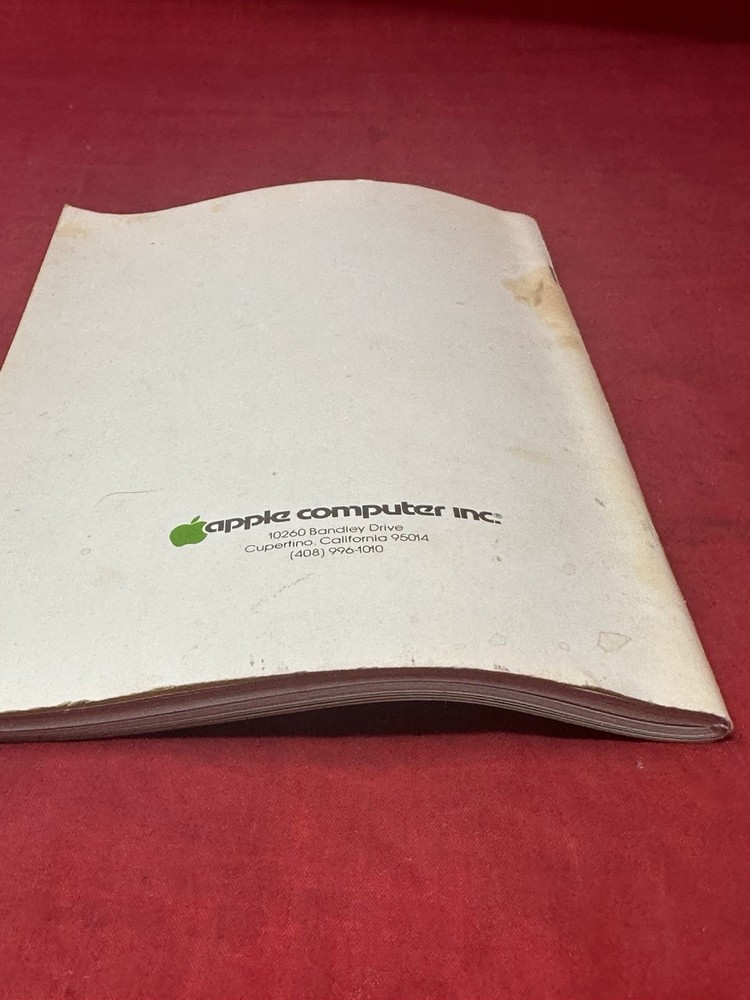 apple computer inc.®
10260 Bandley Drive
Cupertino, California 95014
(408) 996-1010